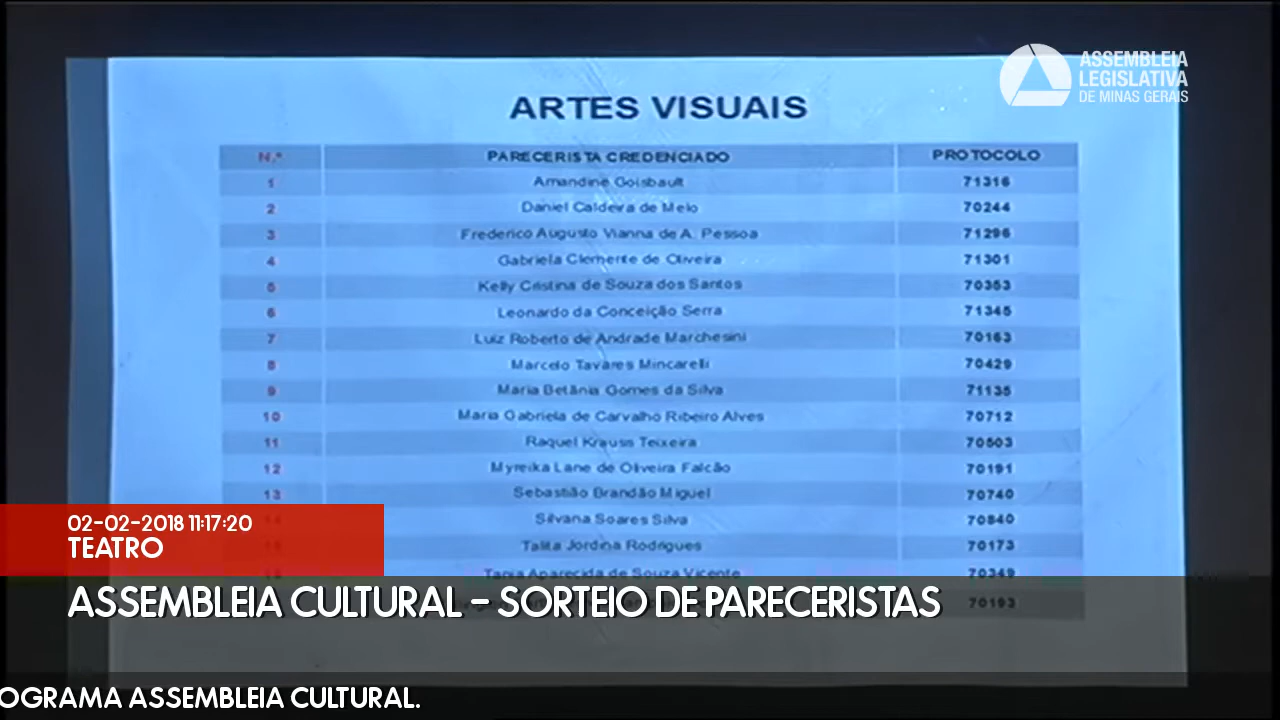 ASSEMBLEIA
LEGISLATIVA
DE MINAS GERAIS
ARTES VISUAIS
N.º PARECERISTA CREDENCIADO PROTOCOLO
1 Amandine Goisbault 71316
2 Daniel Caldeira de Melo 70244
3 Frederico Augusto Vianna de A. Pessoa 71296
4 Gabriela Clemente de Oliveira 71301
5 Kelly Cristina de Souza dos Santos 70353
6 Leonardo da Conceição Serra 71345
7 Luiz Roberto de Andrade Marchesini 70163
8 Marcelo Tavares Mincarelli 70429
9 Maria Betânia Gomes da Silva 71135
10 Maria Gabriela de Carvalho Ribeiro Alves 70712
11 Raquel Krauss Teixeira 70503
12 Myreika Lane de Oliveira Falcão 70191
13 Sebastião Brandão Miguel 70740
Silvana Soares Silva 70840
Talita Jordina Rodrigues 70173
Tania Aparecida de Souza Vicente 70349
70193
02-02-2018 11:17:20
TEATRO
ASSEMBLEIA CULTURAL - SORTEIO DE PARECERISTAS
OGRAMA ASSEMBLEIA CULTURAL.